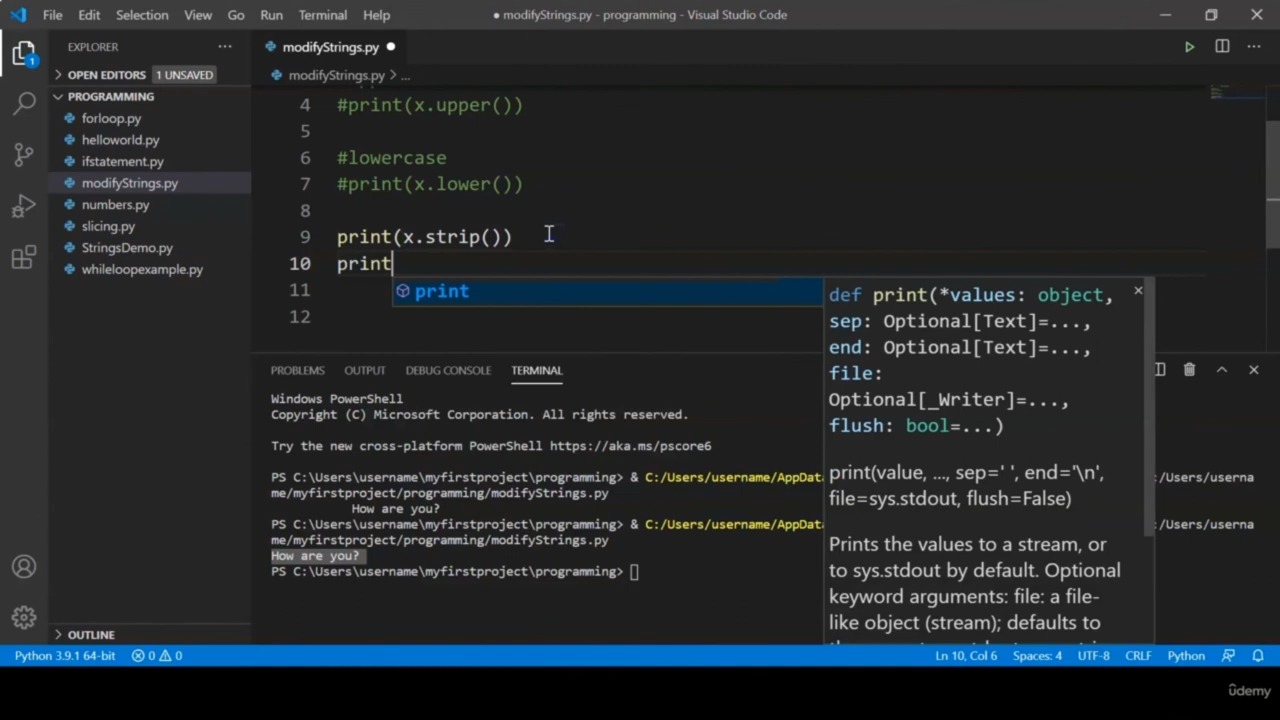 File Edit Selection View Go Run Terminal Help
● modifyStrings.py - programming - Visual Studio Code
EXPLORER
OPEN EDITORS 1 UNSAVED
PROGRAMMING
forloop.py
helloworld.py
ifstatement.py
modifyStrings.py
numbers.py
slicing.py
StringsDemo.py
whileloopexample.py
OUTLINE
1
modifyStrings.py ●
modifyStrings.py > ...
4 #print(x.upper())
5
6 #lowercase
7 #print(x.lower())
8
9 print(x.strip())
10 print
11
12
print
def print(*values: object,
sep: Optional[Text]=...,
end: Optional[Text]=...,
file:
Optional[_Writer]=...,
flush: bool=...)
print(value, ..., sep=' ', end='\n',
file=sys.stdout, flush=False)
Prints the values to a stream, or
to sys.stdout by default. Optional
keyword arguments: file: a file-
like object (stream); defaults to
PROBLEMS OUTPUT DEBUG CONSOLE TERMINAL
Windows PowerShell
Copyright (C) Microsoft Corporation. All rights reserved.
Try the new cross-platform PowerShell https://aka.ms/pscore6
PS C:\Users\username\myfirstproject\programming> & C:/Users/username/AppData :/Users/userna
me/myfirstproject/programming/modifyStrings.py
How are you?
PS C:\Users\username\myfirstproject\programming> & C:/Users/username/AppData :/Users/userna
me/myfirstproject/programming/modifyStrings.py
How are you?
PS C:\Users\username\myfirstproject\programming>
Python 3.9.1 64-bit 0 0 Ln 10, Col 6 Spaces: 4 UTF-8 CRLF Python
ûdemy